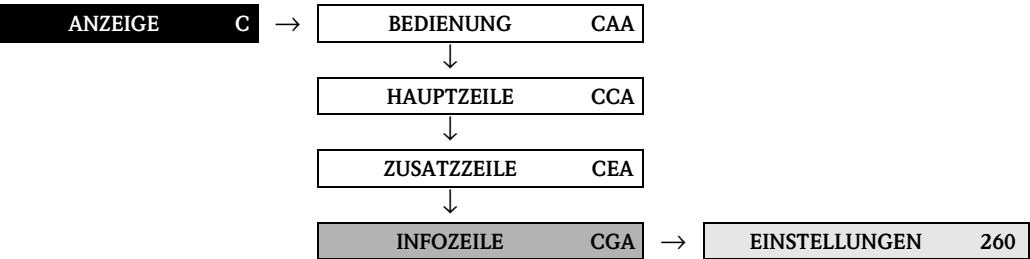 ANZEIGE C → BEDIENUNG CAA
↓
HAUPTZEILE CCA
↓
ZUSATZZEILE CEA
↓
INFOZEILE CGA → EINSTELLUNGEN 260